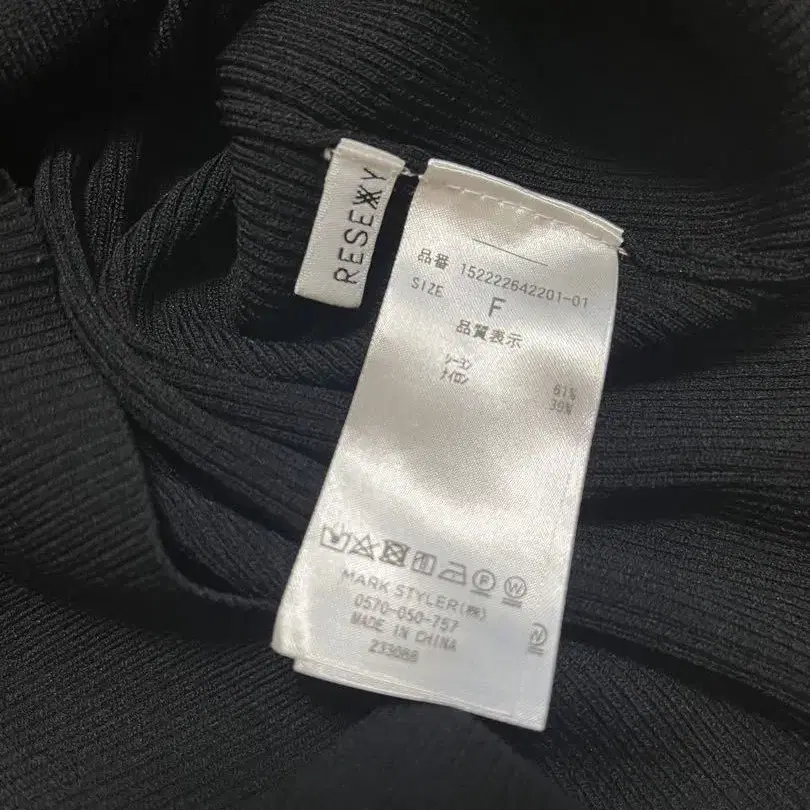 RESEXXY
品番 152222642201-01
SIZE F
品質表示
レーヨン 61%
ナイロン 39%
MARK STYLER(株)
0570-050-757
MADE IN CHINA
233688